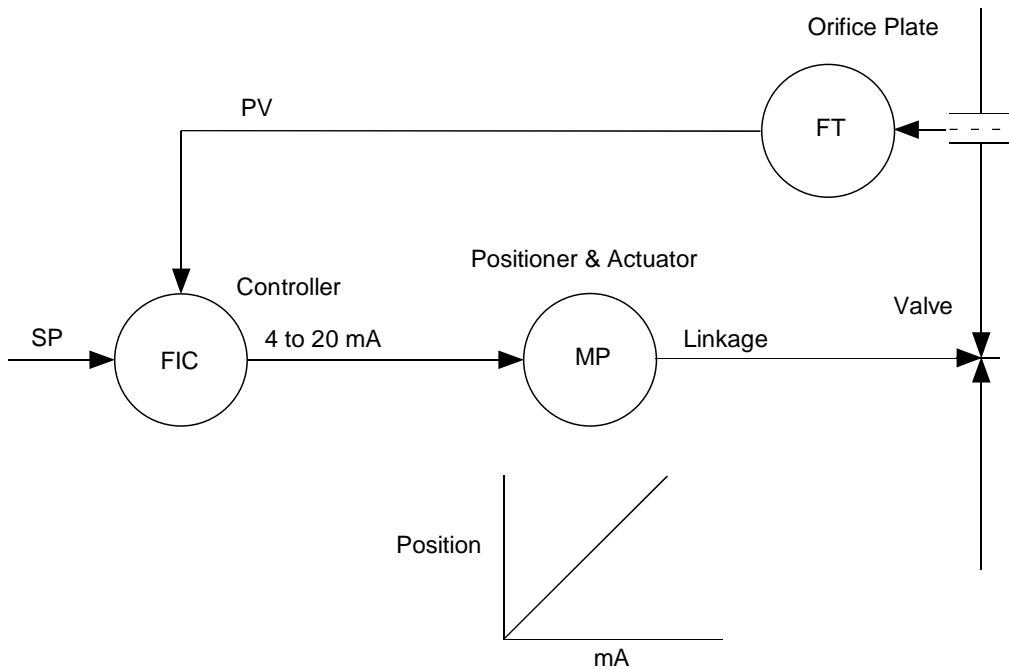 Orifice Plate
PV
FT
Positioner & Actuator
Controller
Valve
SP
4 to 20 mA
Linkage
FIC
MP
Position
mA